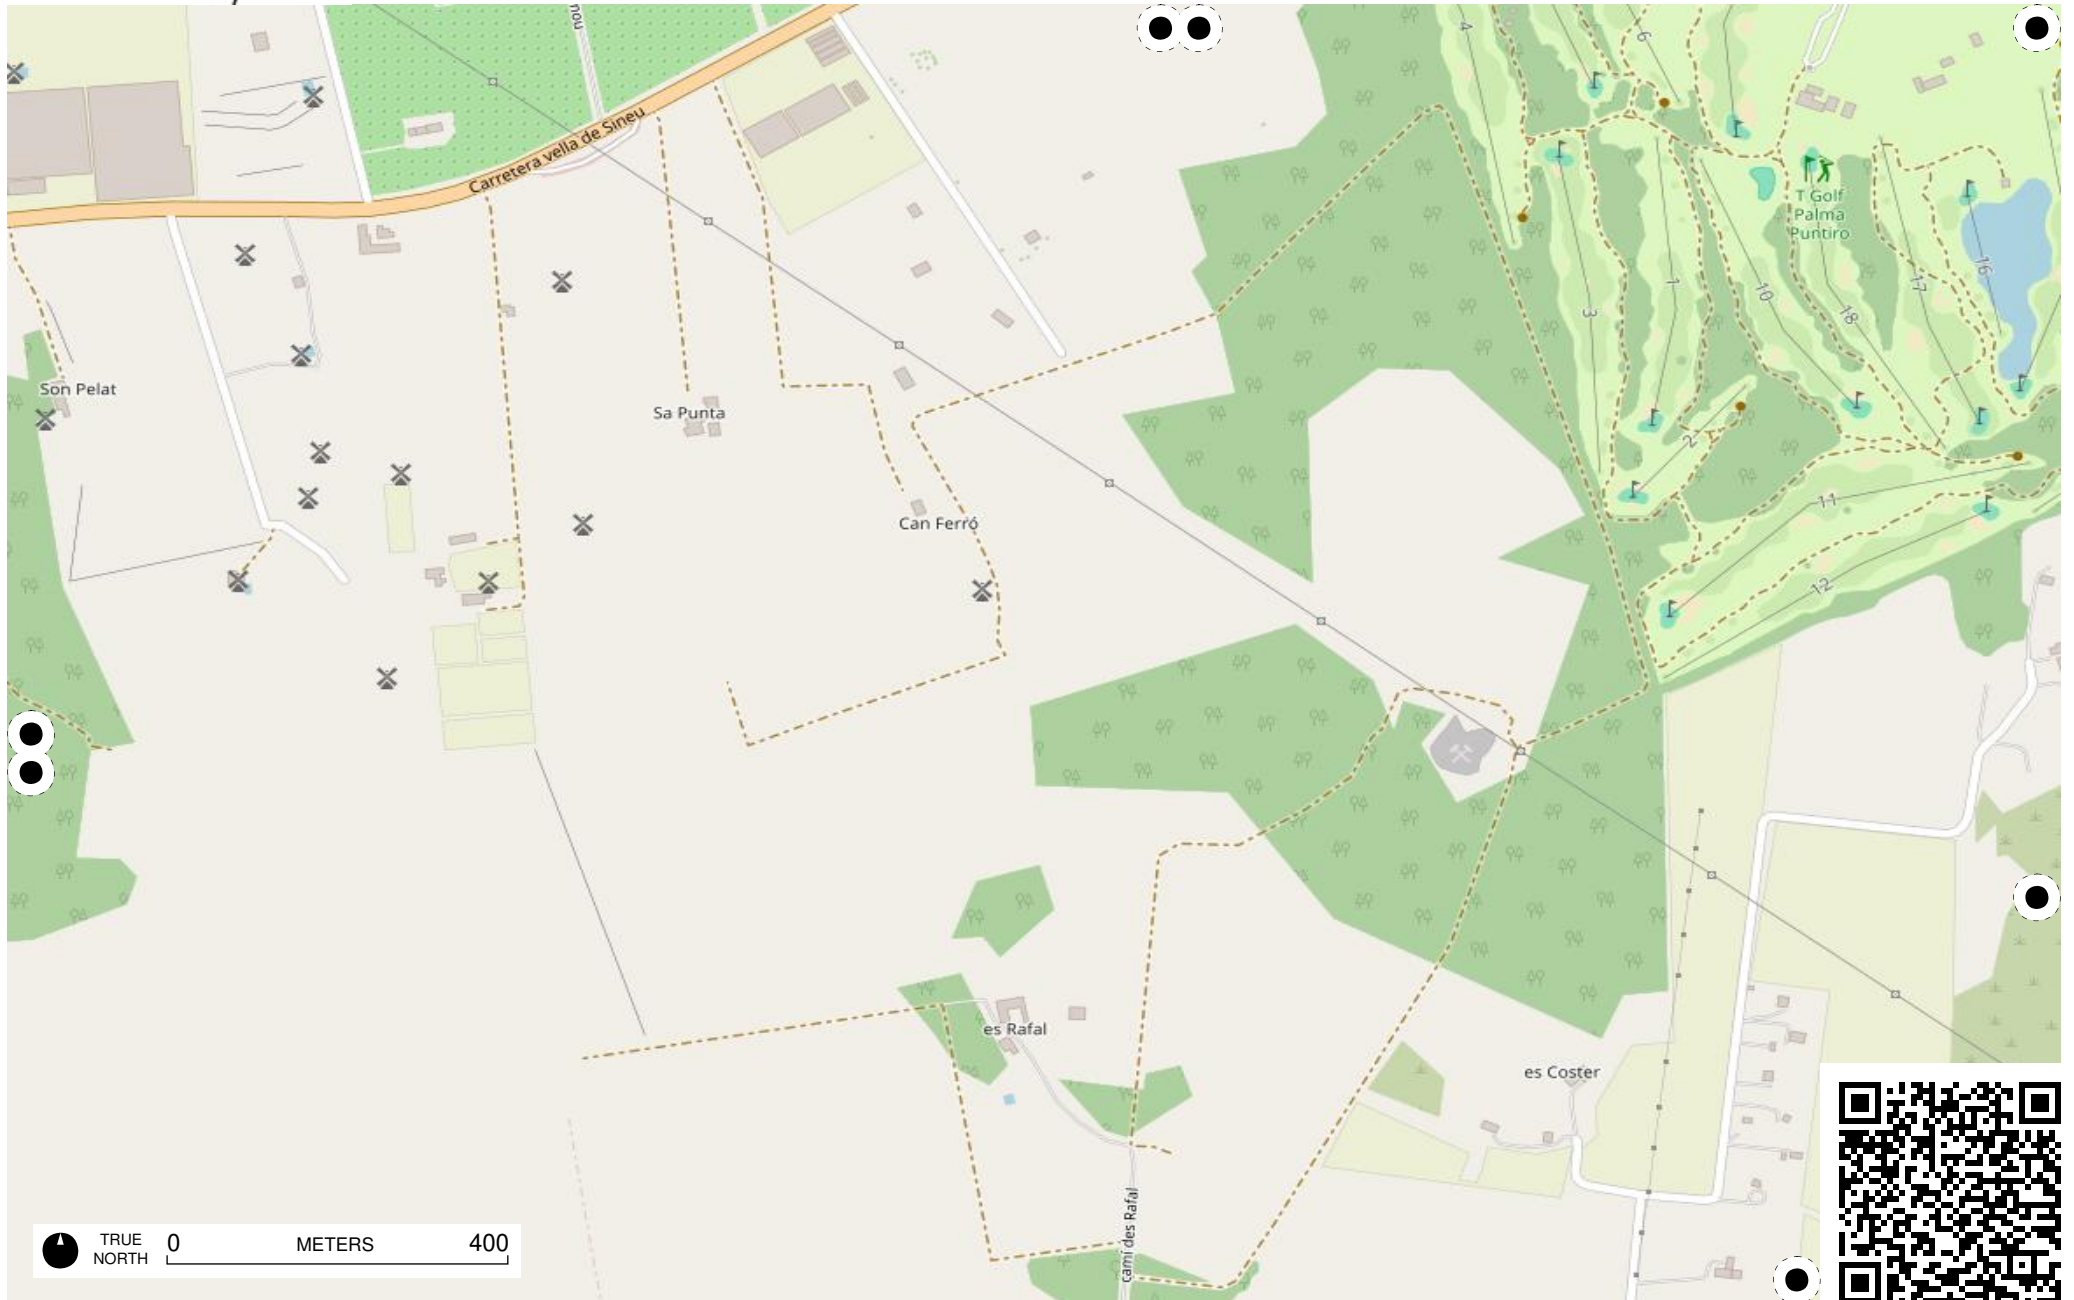 nou
4
6
Carretera vella de Sineu
T Golf
Palma
Puntiro
3
1
10
18
17
16
Son Pelat
Sa Punta
2
11
Can Ferró
12
es Rafal
es Coster
camí des Rafal
TRUE
NORTH
0
METERS
400